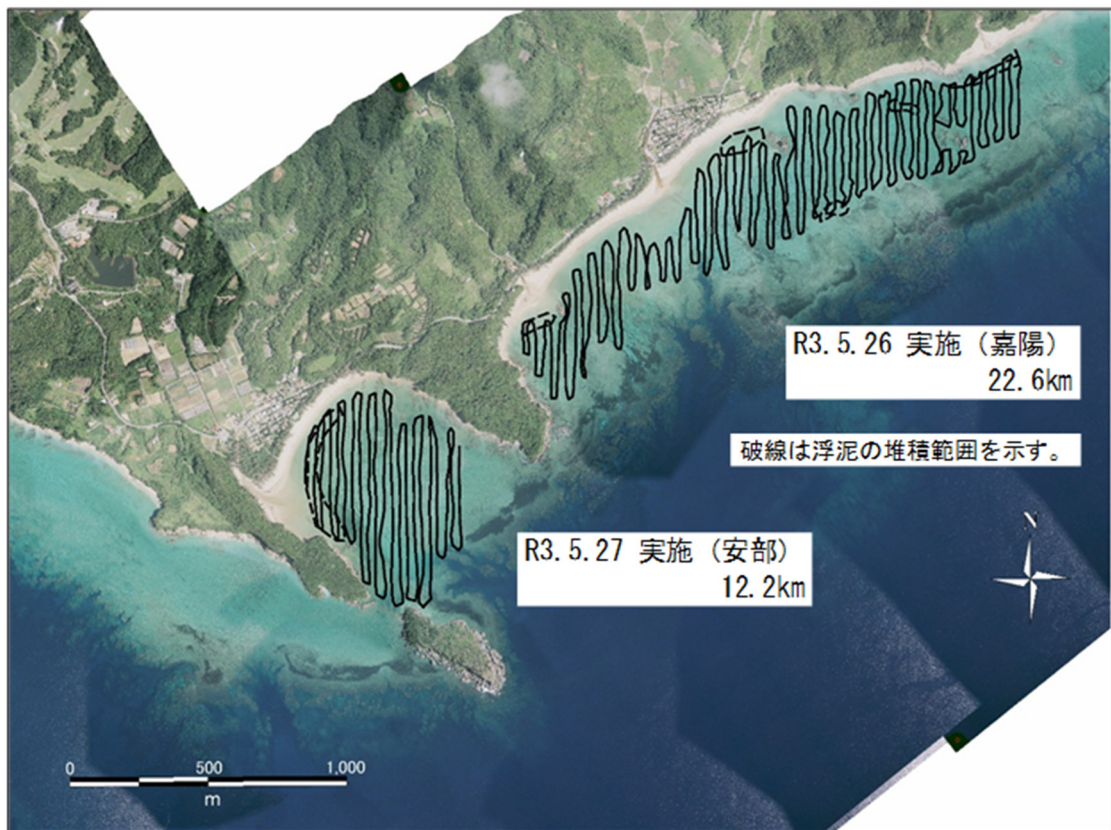 R3.5.26 実施（嘉陽）
22.6km
破線は浮泥の堆積範囲を示す。
N
R3.5.27 実施（安部）
12.2km
0 500 1,000
m